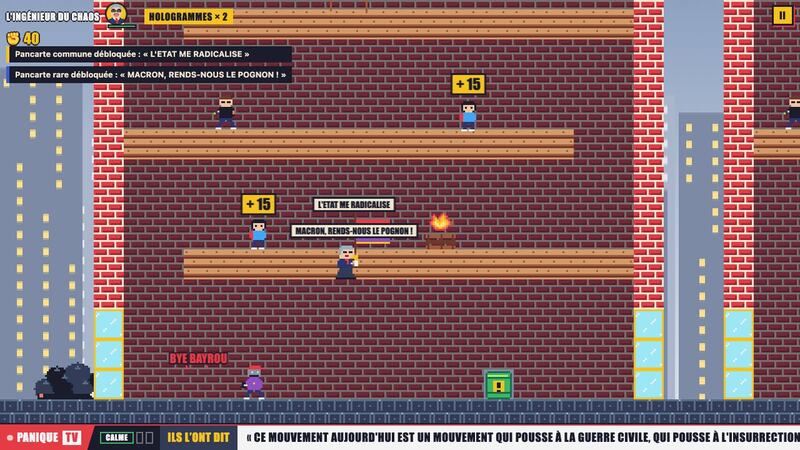 L'INGÉNIEUR DU CHAOS
HOLOGRAMMES × 2
40
Pancarte commune débloquée : « L'ETAT ME RADICALISE »
Pancarte rare débloquée : « MACRON, RENDS-NOUS LE POGNON ! »
+ 15
+ 15
L'ETAT ME RADICALISE
MACRON, RENDS-NOUS LE POGNON !
BYE BAYROU
!
PANIQUE TV
CALME
ILS L'ONT DIT
« CE MOUVEMENT AUJOURD'HUI EST UN MOUVEMENT QUI POUSSE À LA GUERRE CIVILE, QUI POUSSE À L'INSURRECTION